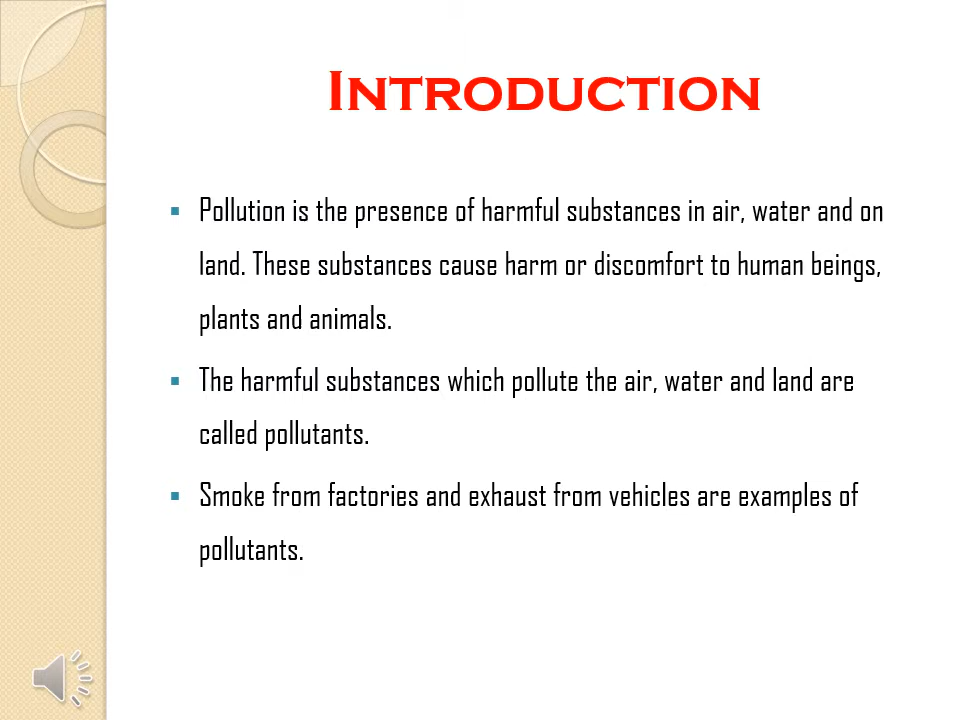 INTRODUCTION
▪ Pollution is the presence of harmful substances in air, water and on
land. These substances cause harm or discomfort to human beings,
plants and animals.
▪ The harmful substances which pollute the air, water and land are
called pollutants.
▪ Smoke from factories and exhaust from vehicles are examples of
pollutants.